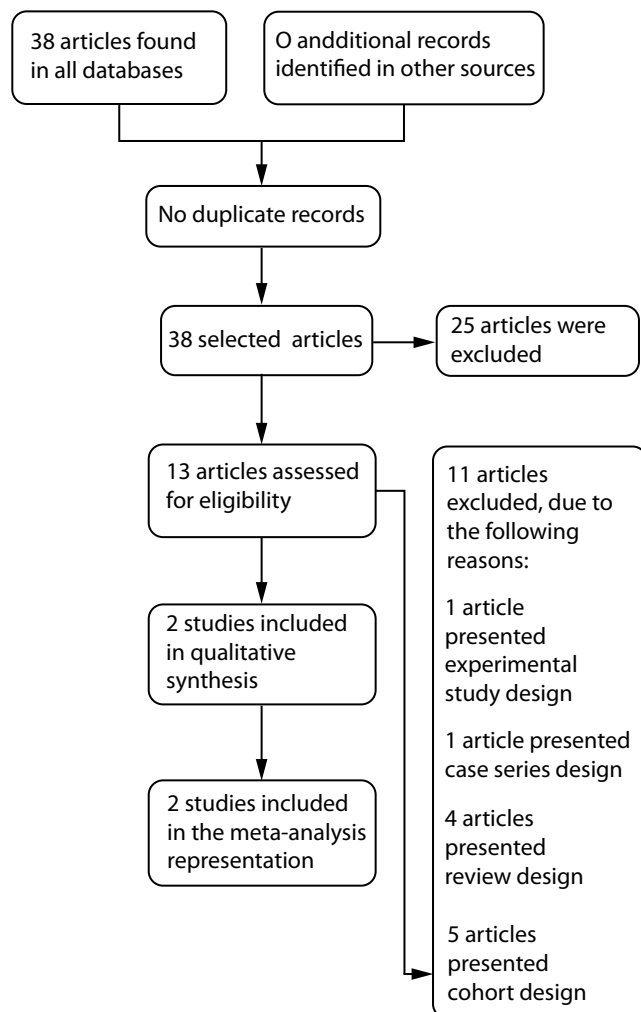 38 articles found
in all databases
O andditional records
identified in other sources
No duplicate records
38 selected articles
25 articles were
excluded
13 articles assessed
for eligibility
11 articles
excluded, due to
the following
reasons:
1 article
presented
experimental
study design
1 article presented
case series design
4 articles
presented
review design
5 articles
presented
cohort design
2 studies included
in qualitative
synthesis
2 studies included
in the meta-analysis
representation